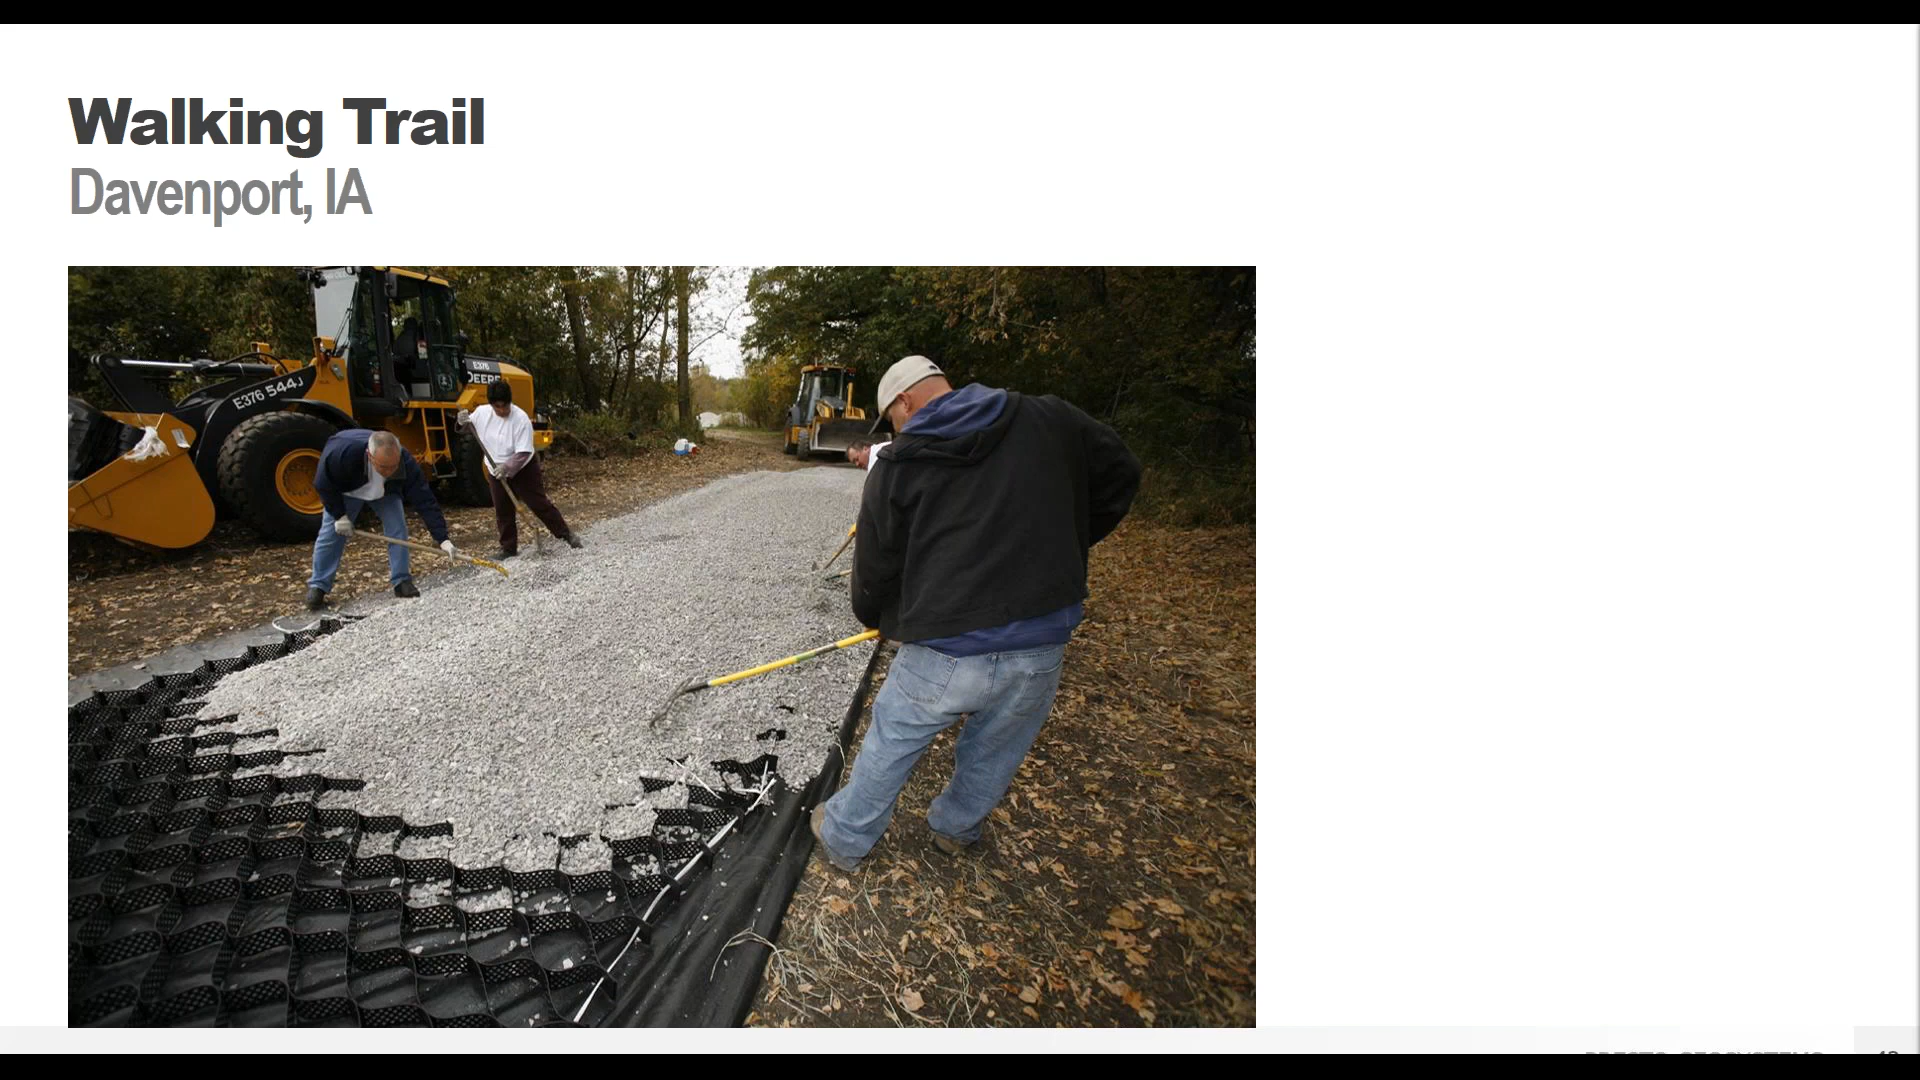 Walking Trail
Davenport, IA
E376 544J
E376
DEERE